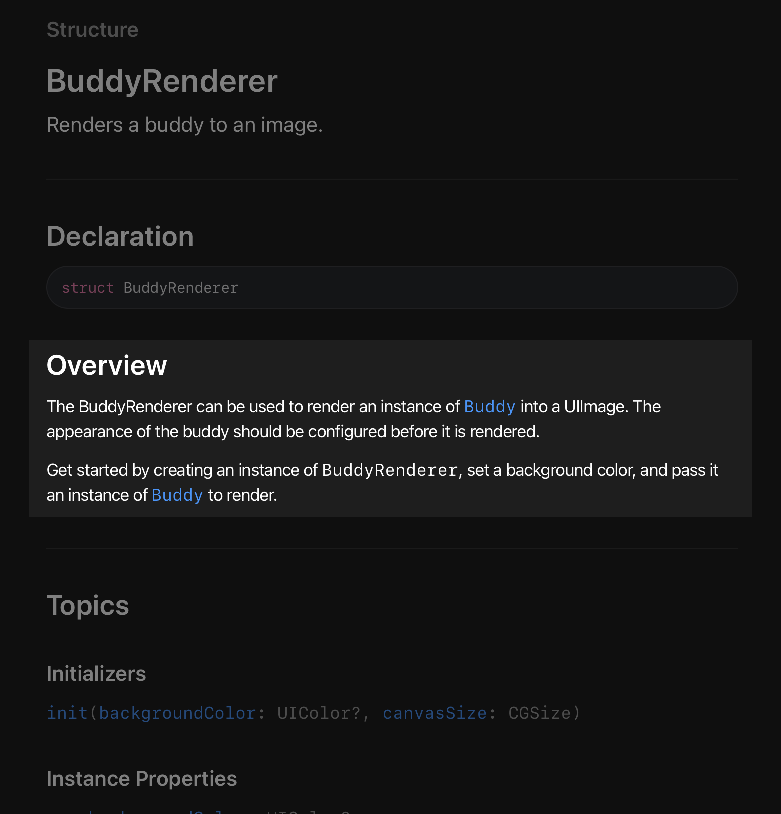 Structure
BuddyRenderer
Renders a buddy to an image.
Declaration
struct BuddyRenderer
Overview
The BuddyRenderer can be used to render an instance of Buddy into a UIImage. The
appearance of the buddy should be configured before it is rendered.
Get started by creating an instance of BuddyRenderer, set a background color, and pass it
an instance of Buddy to render.
Topics
Initializers
init(backgroundColor: UIColor?, canvasSize: CGSize)
Instance Properties